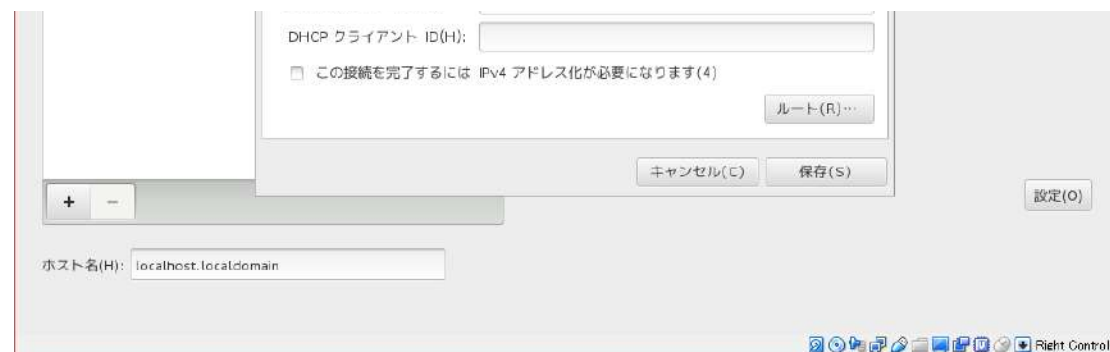 DHCP クライアント ID(H):
この接続を完了するには IPv4 アドレス化が必要になります(4)
ルート(R)…
キャンセル(C) 保存(S)
+ −
設定(O)
ホスト名(H): localhost.localdomain
Right Control